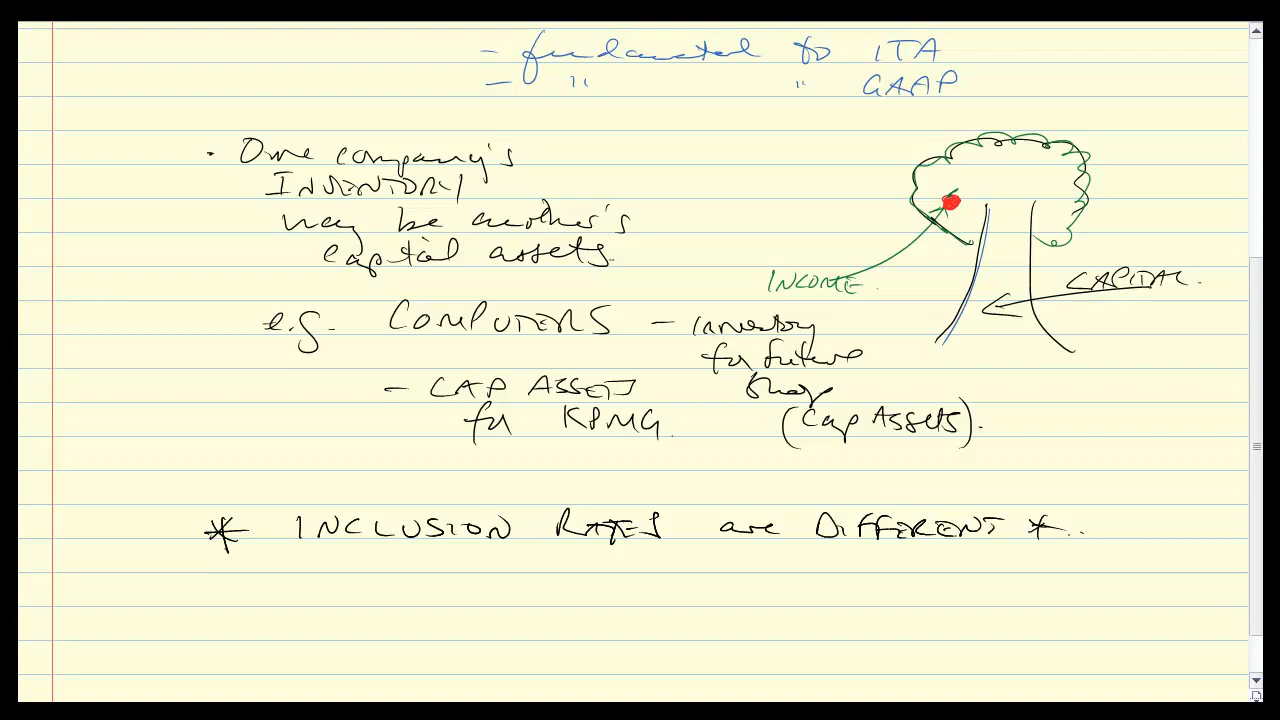 - fundamental to ITA
- " " GAAP
• One company's
INVENTORY
may be another's
capital assets.
INCOME.
CAPITAL.
e.g. COMPUTERS - inventory
for future
shop
- CAP ASSETS
for KPMG.
(Cap Assets).
* INCLUSION RATES are DIFFERENT *..